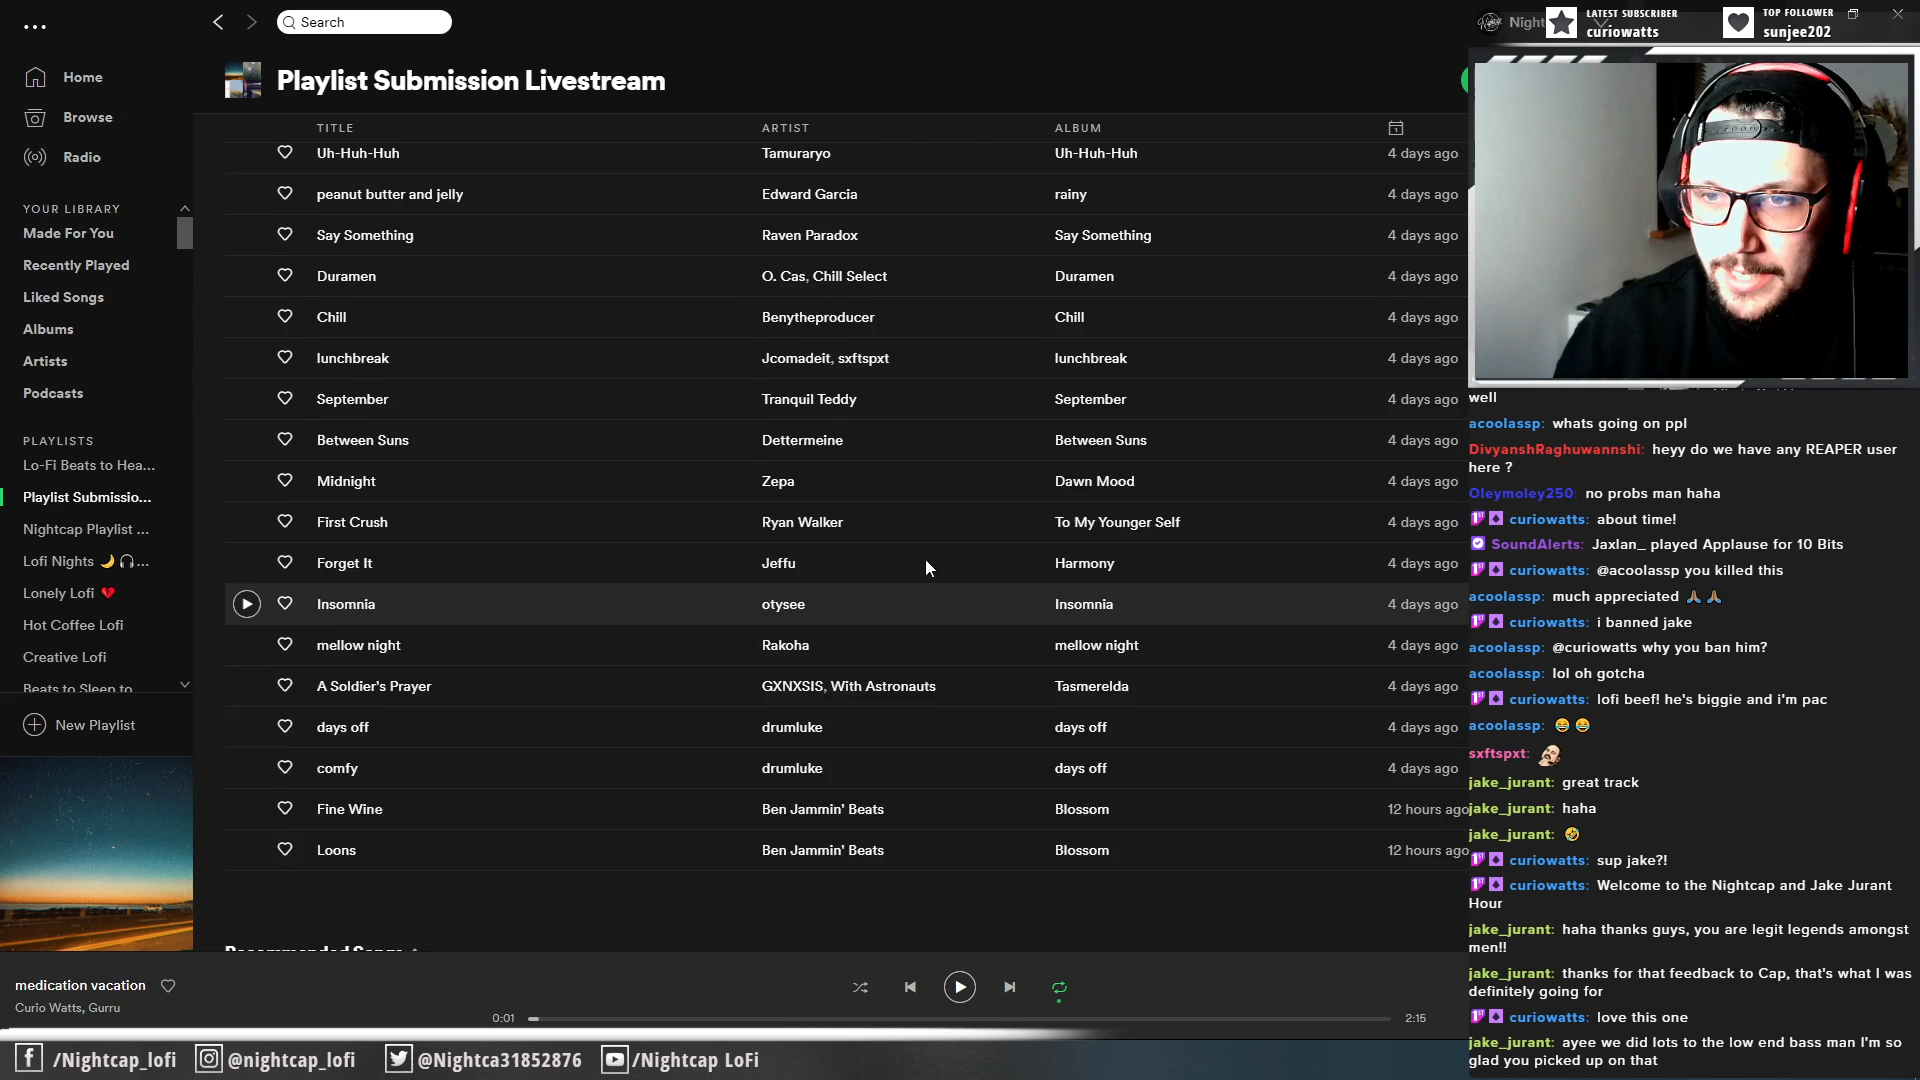 Search
Night
LATEST SUBSCRIBER
curiowatts
TOP FOLLOWER
sunjee202
Home
Browse
Radio
YOUR LIBRARY
Made For You
Recently Played
Liked Songs
Albums
Artists
Podcasts
PLAYLISTS
Lo-Fi Beats to Hea...
Playlist Submissio...
Nightcap Playlist ...
Lofi Nights 🌙🎧...
Lonely Lofi 💔
Hot Coffee Lofi
Creative Lofi
Beats to Sleep to
New Playlist
Playlist Submission Livestream
TITLE ARTIST ALBUM
Uh-Huh-Huh Tamuraryo Uh-Huh-Huh 4 days ago
peanut butter and jelly Edward Garcia rainy 4 days ago
Say Something Raven Paradox Say Something 4 days ago
Duramen O. Cas, Chill Select Duramen 4 days ago
Chill Benytheproducer Chill 4 days ago
lunchbreak Jcomadeit, sxftspxt lunchbreak 4 days ago
September Tranquil Teddy September 4 days ago
Between Suns Dettermeine Between Suns 4 days ago
Midnight Zepa Dawn Mood 4 days ago
First Crush Ryan Walker To My Younger Self 4 days ago
Forget It Jeffu Harmony 4 days ago
Insomnia otysee Insomnia 4 days ago
mellow night Rakoha mellow night 4 days ago
A Soldier's Prayer GXNXSIS, With Astronauts Tasmerelda 4 days ago
days off drumluke days off 4 days ago
comfy drumluke days off 4 days ago
Fine Wine Ben Jammin' Beats Blossom 12 hours ago
Loons Ben Jammin' Beats Blossom 12 hours ago
Recommended Songs
well
acoolassp: whats going on ppl
DivyanshRaghuwannshi: heyy do we have any REAPER user
here ?
Oleymoley250: no probs man haha
curiowatts: about time!
SoundAlerts: Jaxlan_ played Applause for 10 Bits
curiowatts: @acoolassp you killed this
acoolassp: much appreciated 🙏🏾 🙏🏾
curiowatts: i banned jake
acoolassp: @curiowatts why you ban him?
acoolassp: lol oh gotcha
curiowatts: lofi beef! he's biggie and i'm pac
acoolassp: 😂 😂
sxftspxt:
jake_jurant: great track
jake_jurant: haha
jake_jurant: 🤣
curiowatts: sup jake?!
curiowatts: Welcome to the Nightcap and Jake Jurant
Hour
jake_jurant: haha thanks guys, you are legit legends amongst
men!!
jake_jurant: thanks for that feedback to Cap, that's what I was
definitely going for
curiowatts: love this one
jake_jurant: ayee we did lots to the low end bass man I'm so
glad you picked up on that
medication vacation
Curio Watts, Gurru
0:01
2:15
/Nightcap_lofi
@nightcap_lofi
@Nightca31852876
/Nightcap LoFi